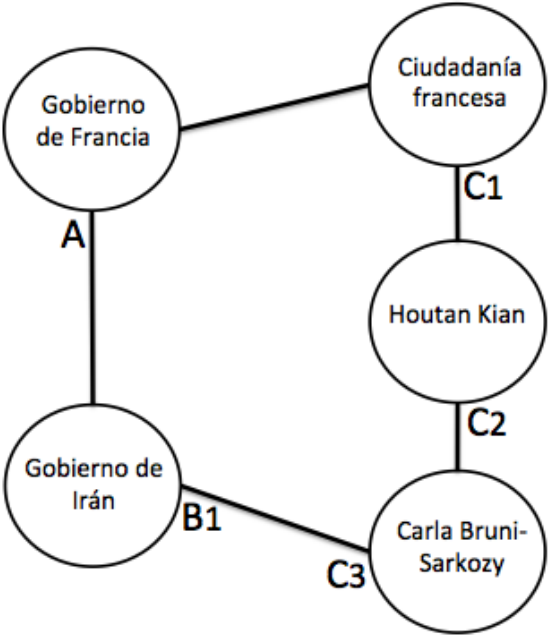 Gobierno
de Francia
Ciudadanía
francesa
A
C1
Houtan Kian
C2
Gobierno de
Irán
B1
Carla Bruni-
Sarkozy
C3